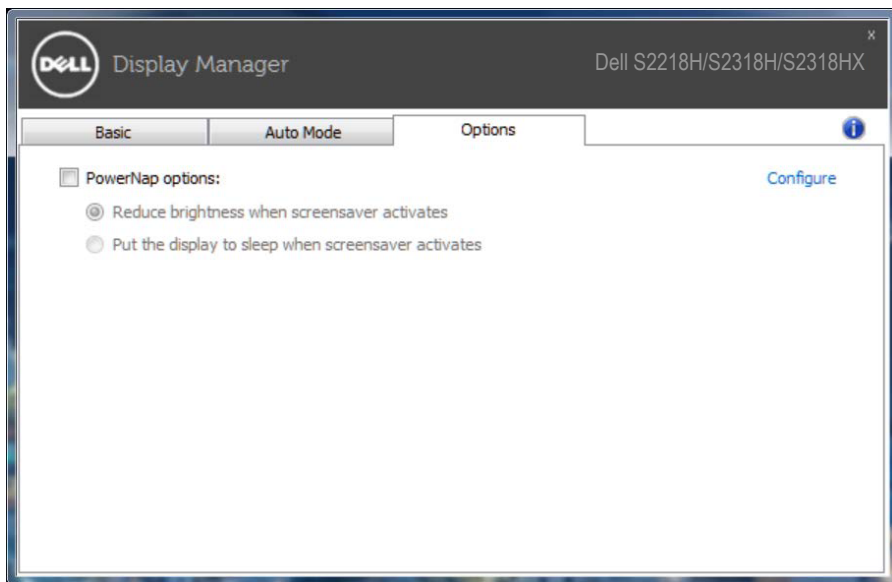 x
DELL Display Manager Dell S2218H/S2318H/S2318HX
Basic Auto Mode Options i
PowerNap options: Configure
Reduce brightness when screensaver activates
Put the display to sleep when screensaver activates